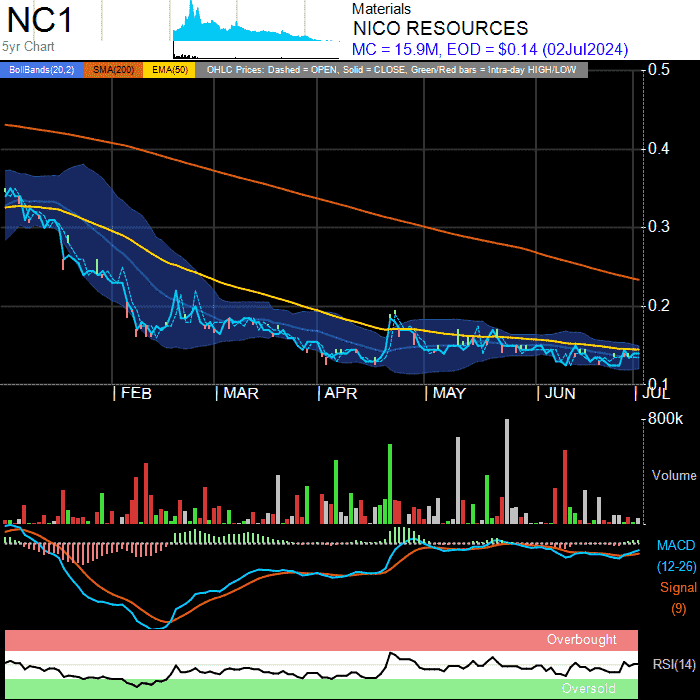 NC1
5yr Chart
Materials
NICO RESOURCES
MC = 15.9M, EOD = $0.14 (02Jul2024)
BollBands(20,2) SMA(200) EMA(50) OHLC Prices: Dashed = OPEN, Solid = CLOSE, Green/Red bars = Intra-day HIGH/LOW
0.5
0.4
0.3
0.2
0.1
FEB MAR APR MAY JUN JUL
800k
Volume
MACD
(12-26)
Signal
(9)
Overbought
RSI(14)
Oversold